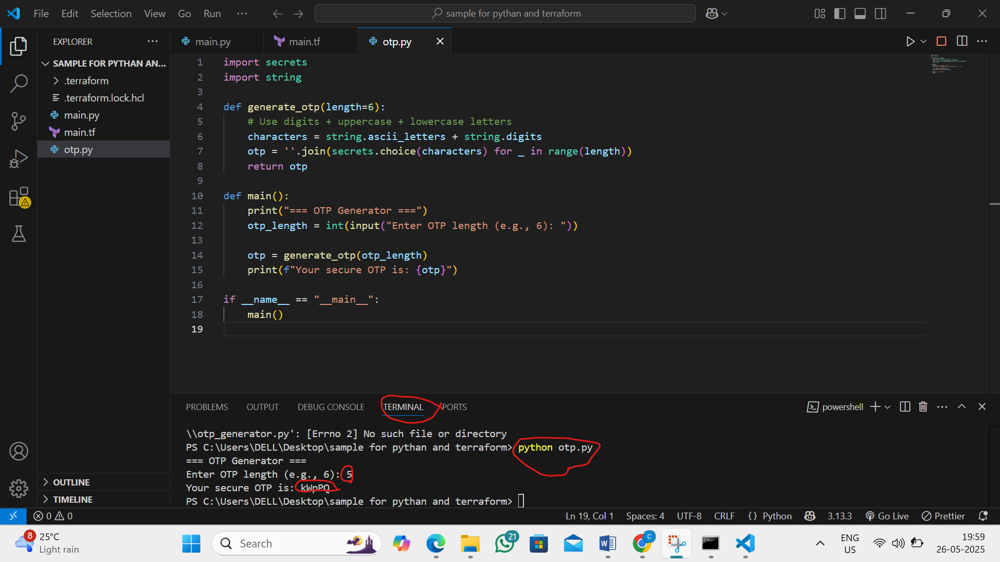 File Edit Selection View Go Run ···
sample for pythan and terraform
EXPLORER ···
SAMPLE FOR PYTHAN AN...
.terraform
.terraform.lock.hcl
main.py
main.tf
otp.py
OUTLINE
TIMELINE
main.py main.tf otp.py
1 import secrets
2 import string
3
4 def generate_otp(length=6):
5 # Use digits + uppercase + lowercase letters
6 characters = string.ascii_letters + string.digits
7 otp = ''.join(secrets.choice(characters) for _ in range(length))
8 return otp
9
10 def main():
11 print("=== OTP Generator ===")
12 otp_length = int(input("Enter OTP length (e.g., 6): "))
13
14 otp = generate_otp(otp_length)
15 print(f"Your secure OTP is: {otp}")
16
17 if __name__ == "__main__":
18 main()
19
PROBLEMS OUTPUT DEBUG CONSOLE TERMINAL PORTS
powershell
\\otp_generator.py': [Errno 2] No such file or directory
PS C:\Users\DELL\Desktop\sample for pythan and terraform> python otp.py
=== OTP Generator ===
Enter OTP length (e.g., 6): 5
Your secure OTP is: kWpPQ
PS C:\Users\DELL\Desktop\sample for pythan and terraform>
0 0
Ln 19, Col 1 Spaces: 4 UTF-8 CRLF {} Python 3.13.3 Go Live Prettier
8
25°C
Light rain
Search
21
C
ENG
US
19:59
26-05-2025